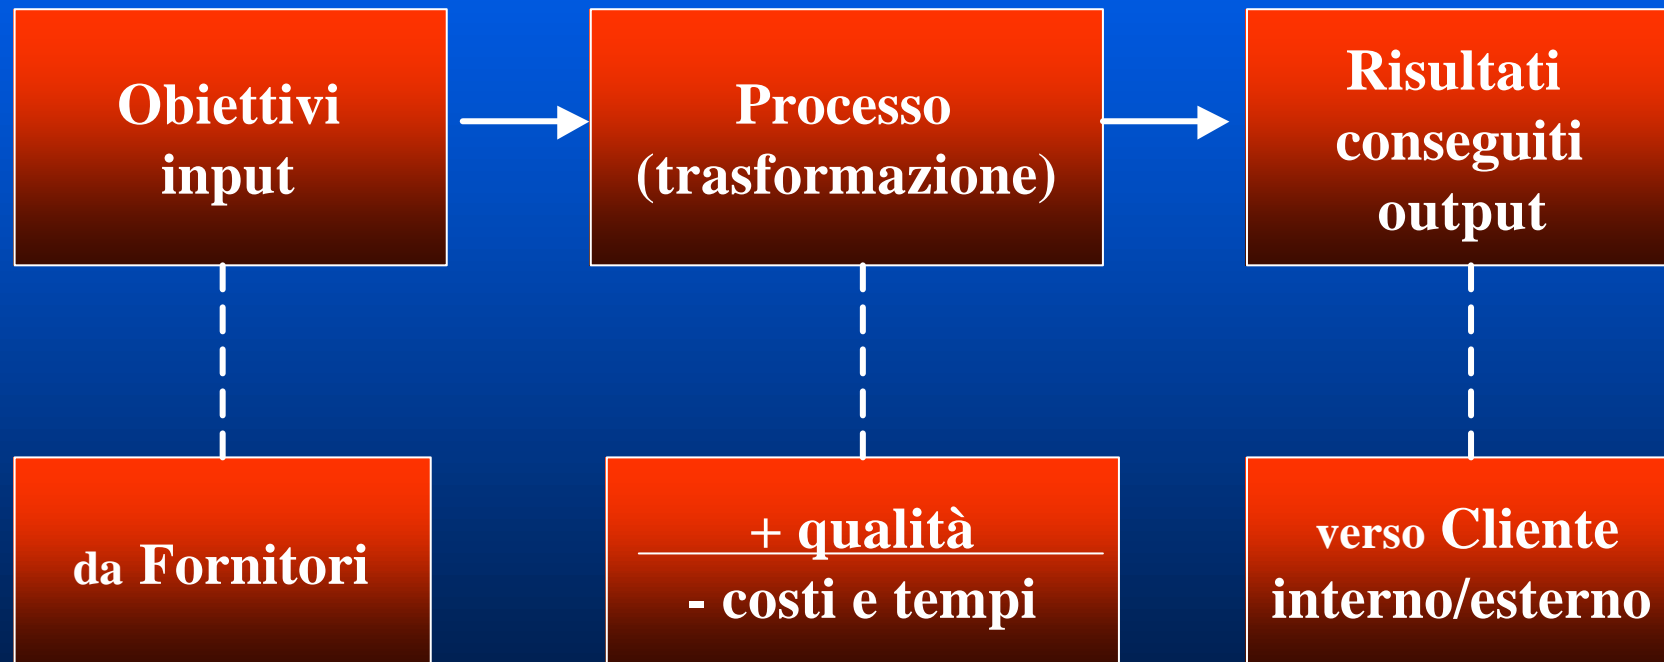 Obiettivi
input
Processo
(trasformazione)
Risultati
conseguiti
output
da Fornitori
+ qualità
- costi e tempi
verso Cliente
interno/esterno